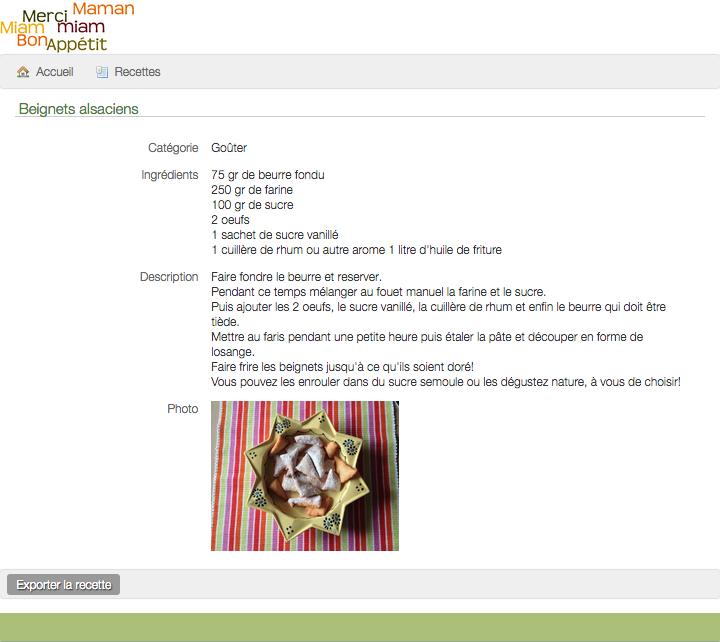 Merci Maman
Miam miam
Bon Appétit
Accueil Recettes
Beignets alsaciens
Catégorie Goûter
Ingrédients 75 gr de beurre fondu
250 gr de farine
100 gr de sucre
2 oeufs
1 sachet de sucre vanillé
1 cuillère de rhum ou autre arome 1 litre d'huile de friture
Description Faire fondre le beurre et reserver.
Pendant ce temps mélanger au fouet manuel la farine et le sucre.
Puis ajouter les 2 oeufs, le sucre vanillé, la cuillère de rhum et enfin le beurre qui doit être
tiède.
Mettre au faris pendant une petite heure puis étaler la pâte et découper en forme de
losange.
Faire frire les beignets jusqu'à ce qu'ils soient doré!
Vous pouvez les enrouler dans du sucre semoule ou les dégustez nature, à vous de choisir!
Photo
Exporter la recette